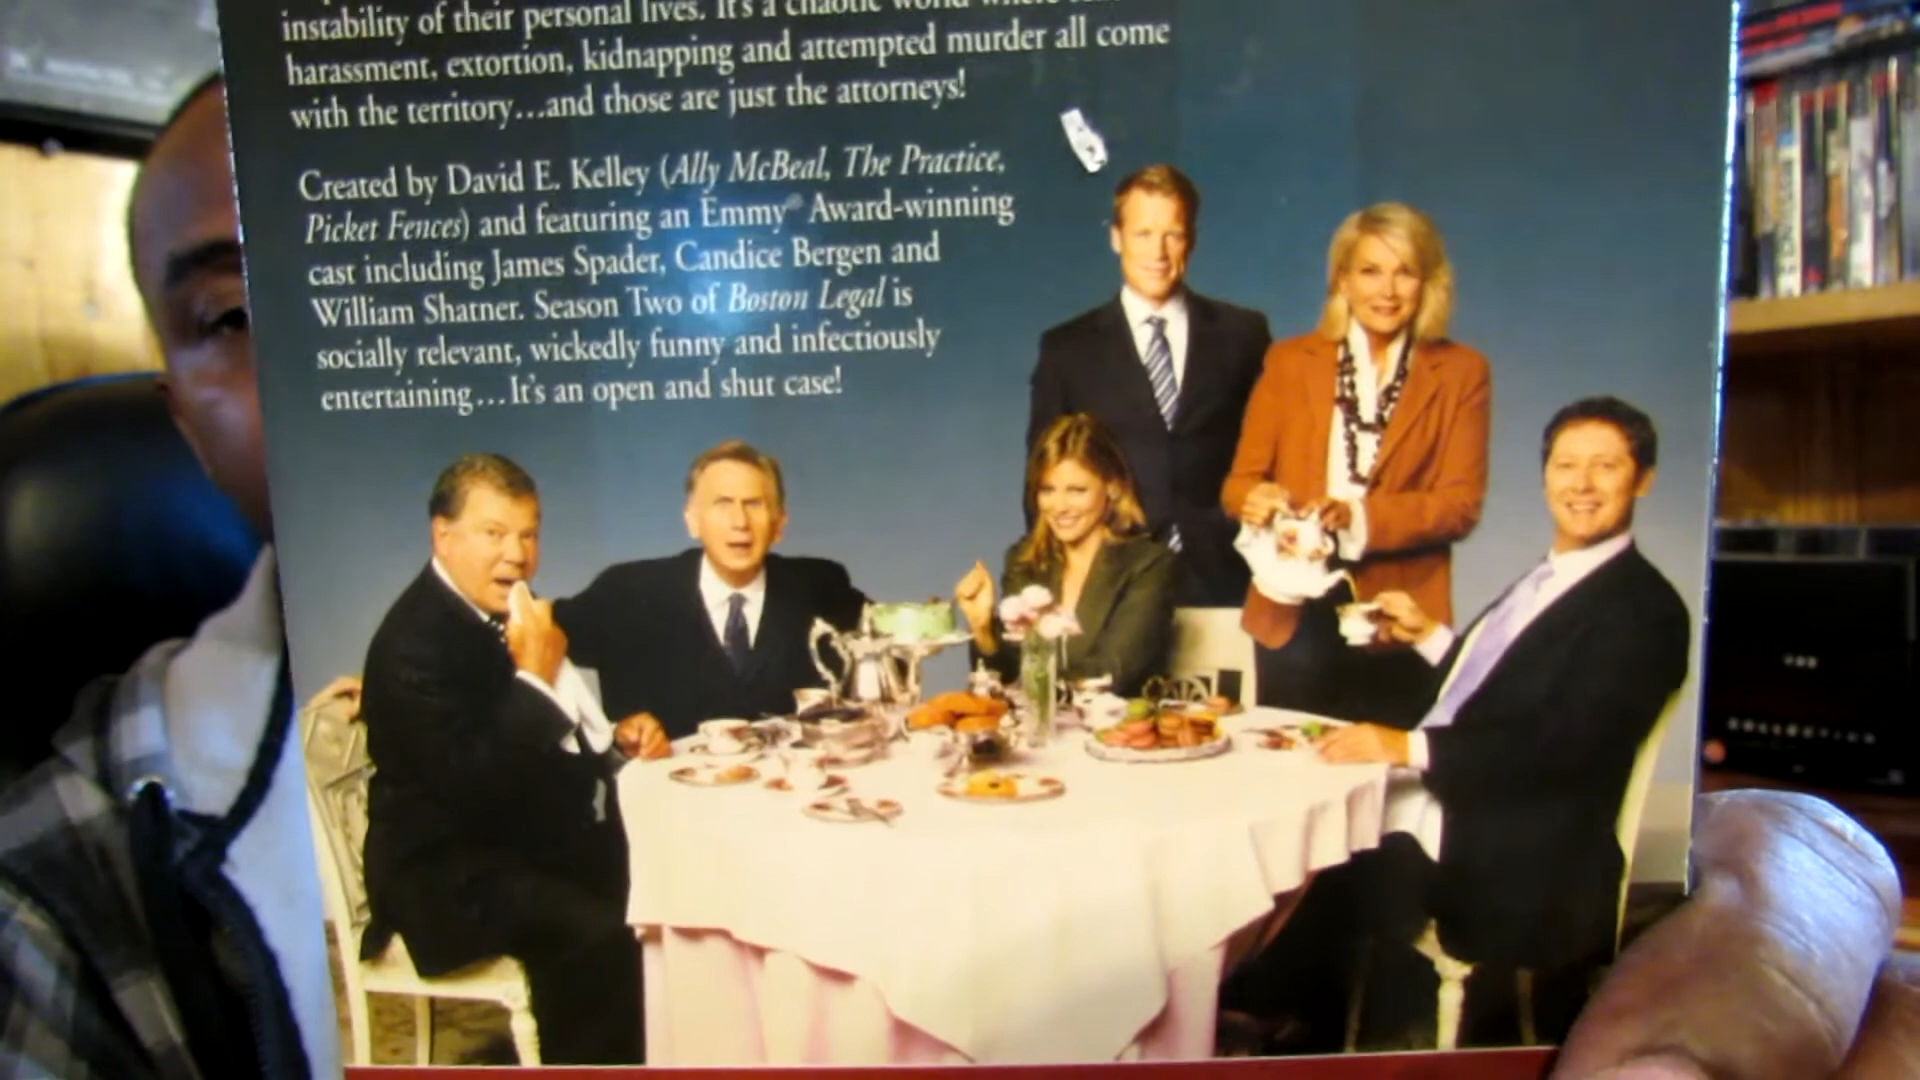 instability of their personal lives. It's a chaotic world where
harassment, extortion, kidnapping and attempted murder all come
with the territory...and those are just the attorneys!
Created by David E. Kelley (Ally McBeal, The Practice,
Picket Fences) and featuring an Emmy® Award-winning
cast including James Spader, Candice Bergen and
William Shatner. Season Two of Boston Legal is
socially relevant, wickedly funny and infectiously
entertaining...It's an open and shut case!
THE
COLLECTION